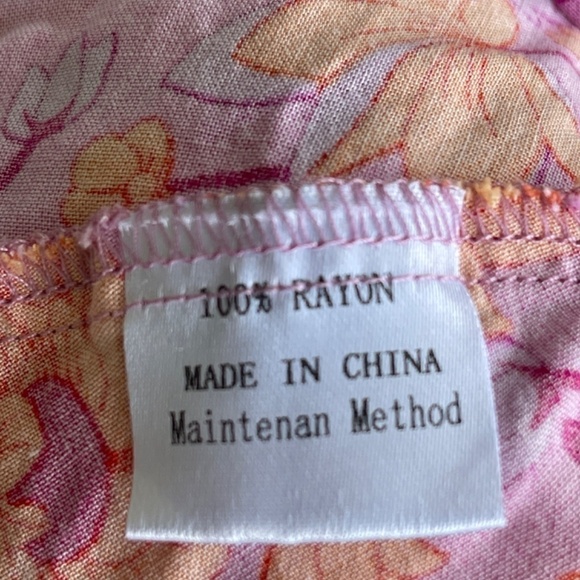 100% RAYON
MADE IN CHINA
Maintenan Method